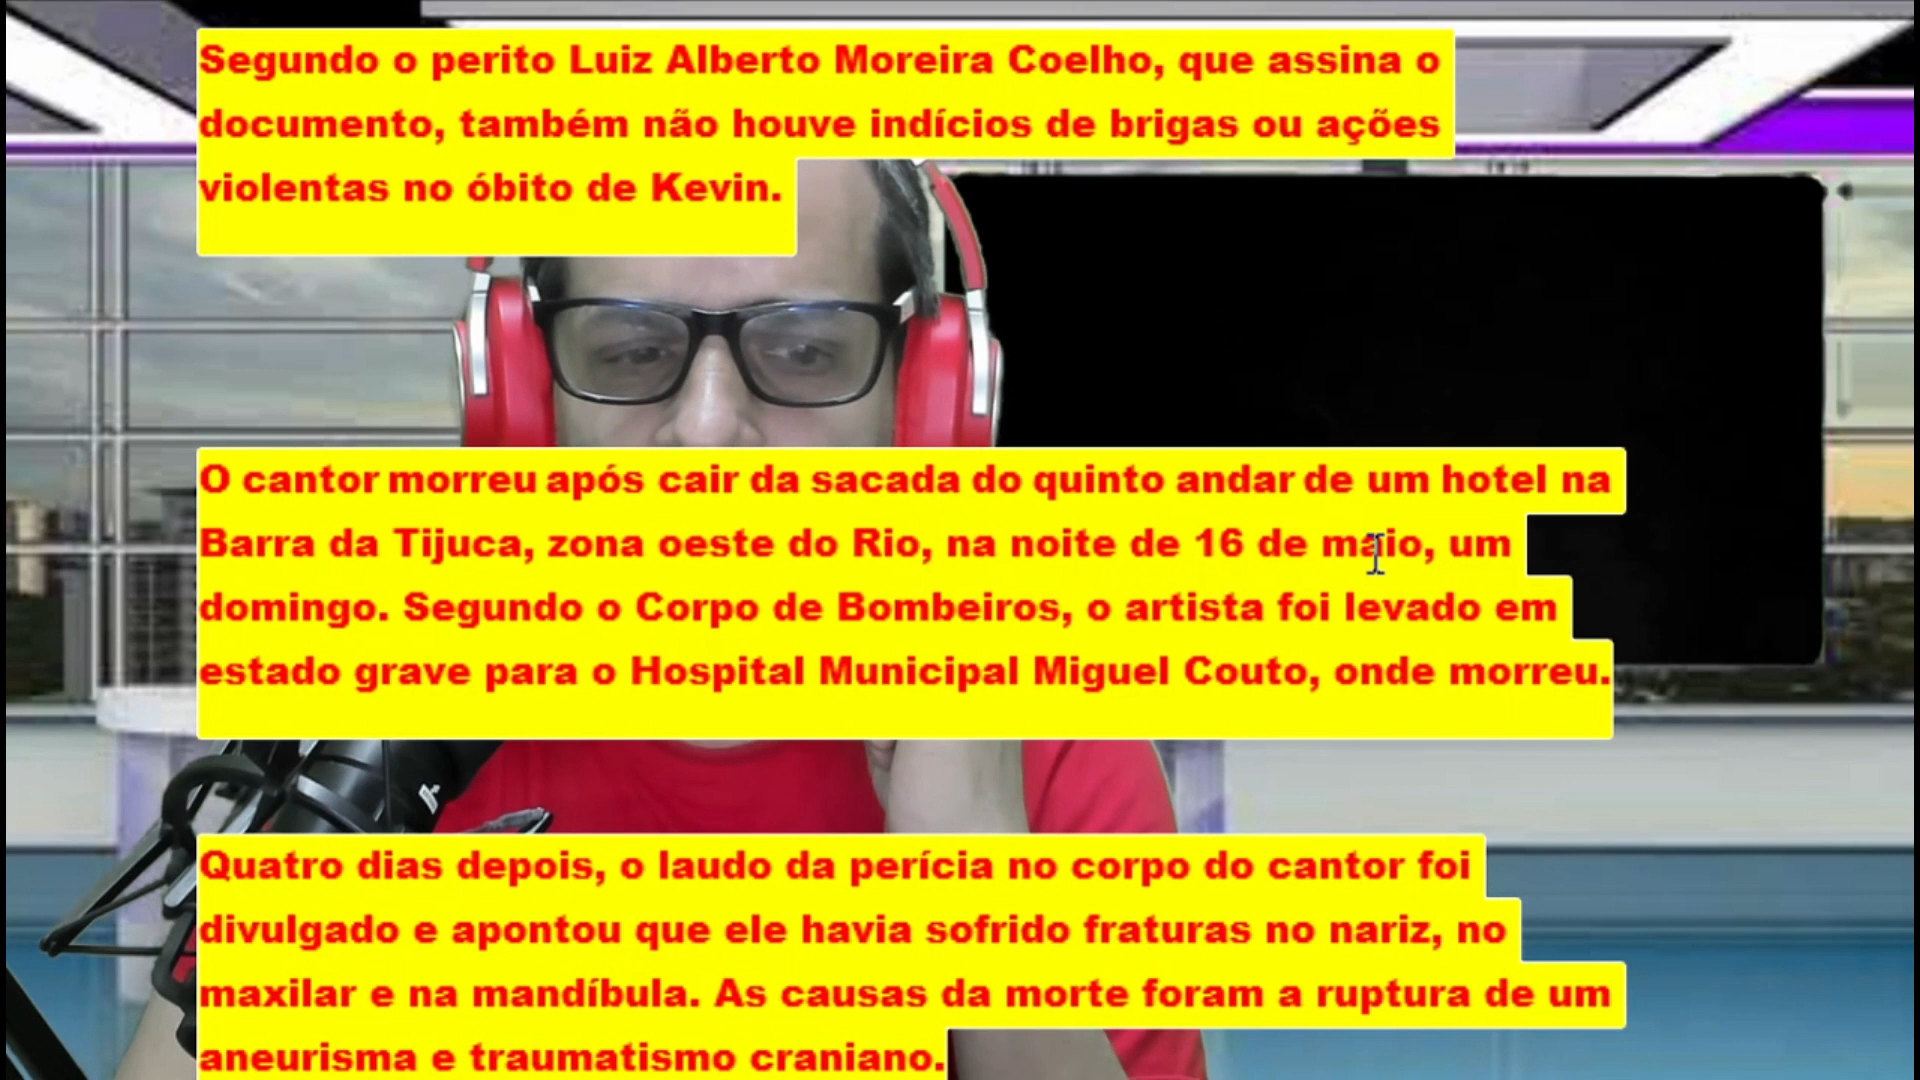 Segundo o perito Luiz Alberto Moreira Coelho, que assina o
documento, também não houve indícios de brigas ou ações
violentas no óbito de Kevin.
O cantor morreu após cair da sacada do quinto andar de um hotel na
Barra da Tijuca, zona oeste do Rio, na noite de 16 de maio, um
domingo. Segundo o Corpo de Bombeiros, o artista foi levado em
estado grave para o Hospital Municipal Miguel Couto, onde morreu.
Quatro dias depois, o laudo da perícia no corpo do cantor foi
divulgado e apontou que ele havia sofrido fraturas no nariz, no
maxilar e na mandíbula. As causas da morte foram a ruptura de um
aneurisma e traumatismo craniano.